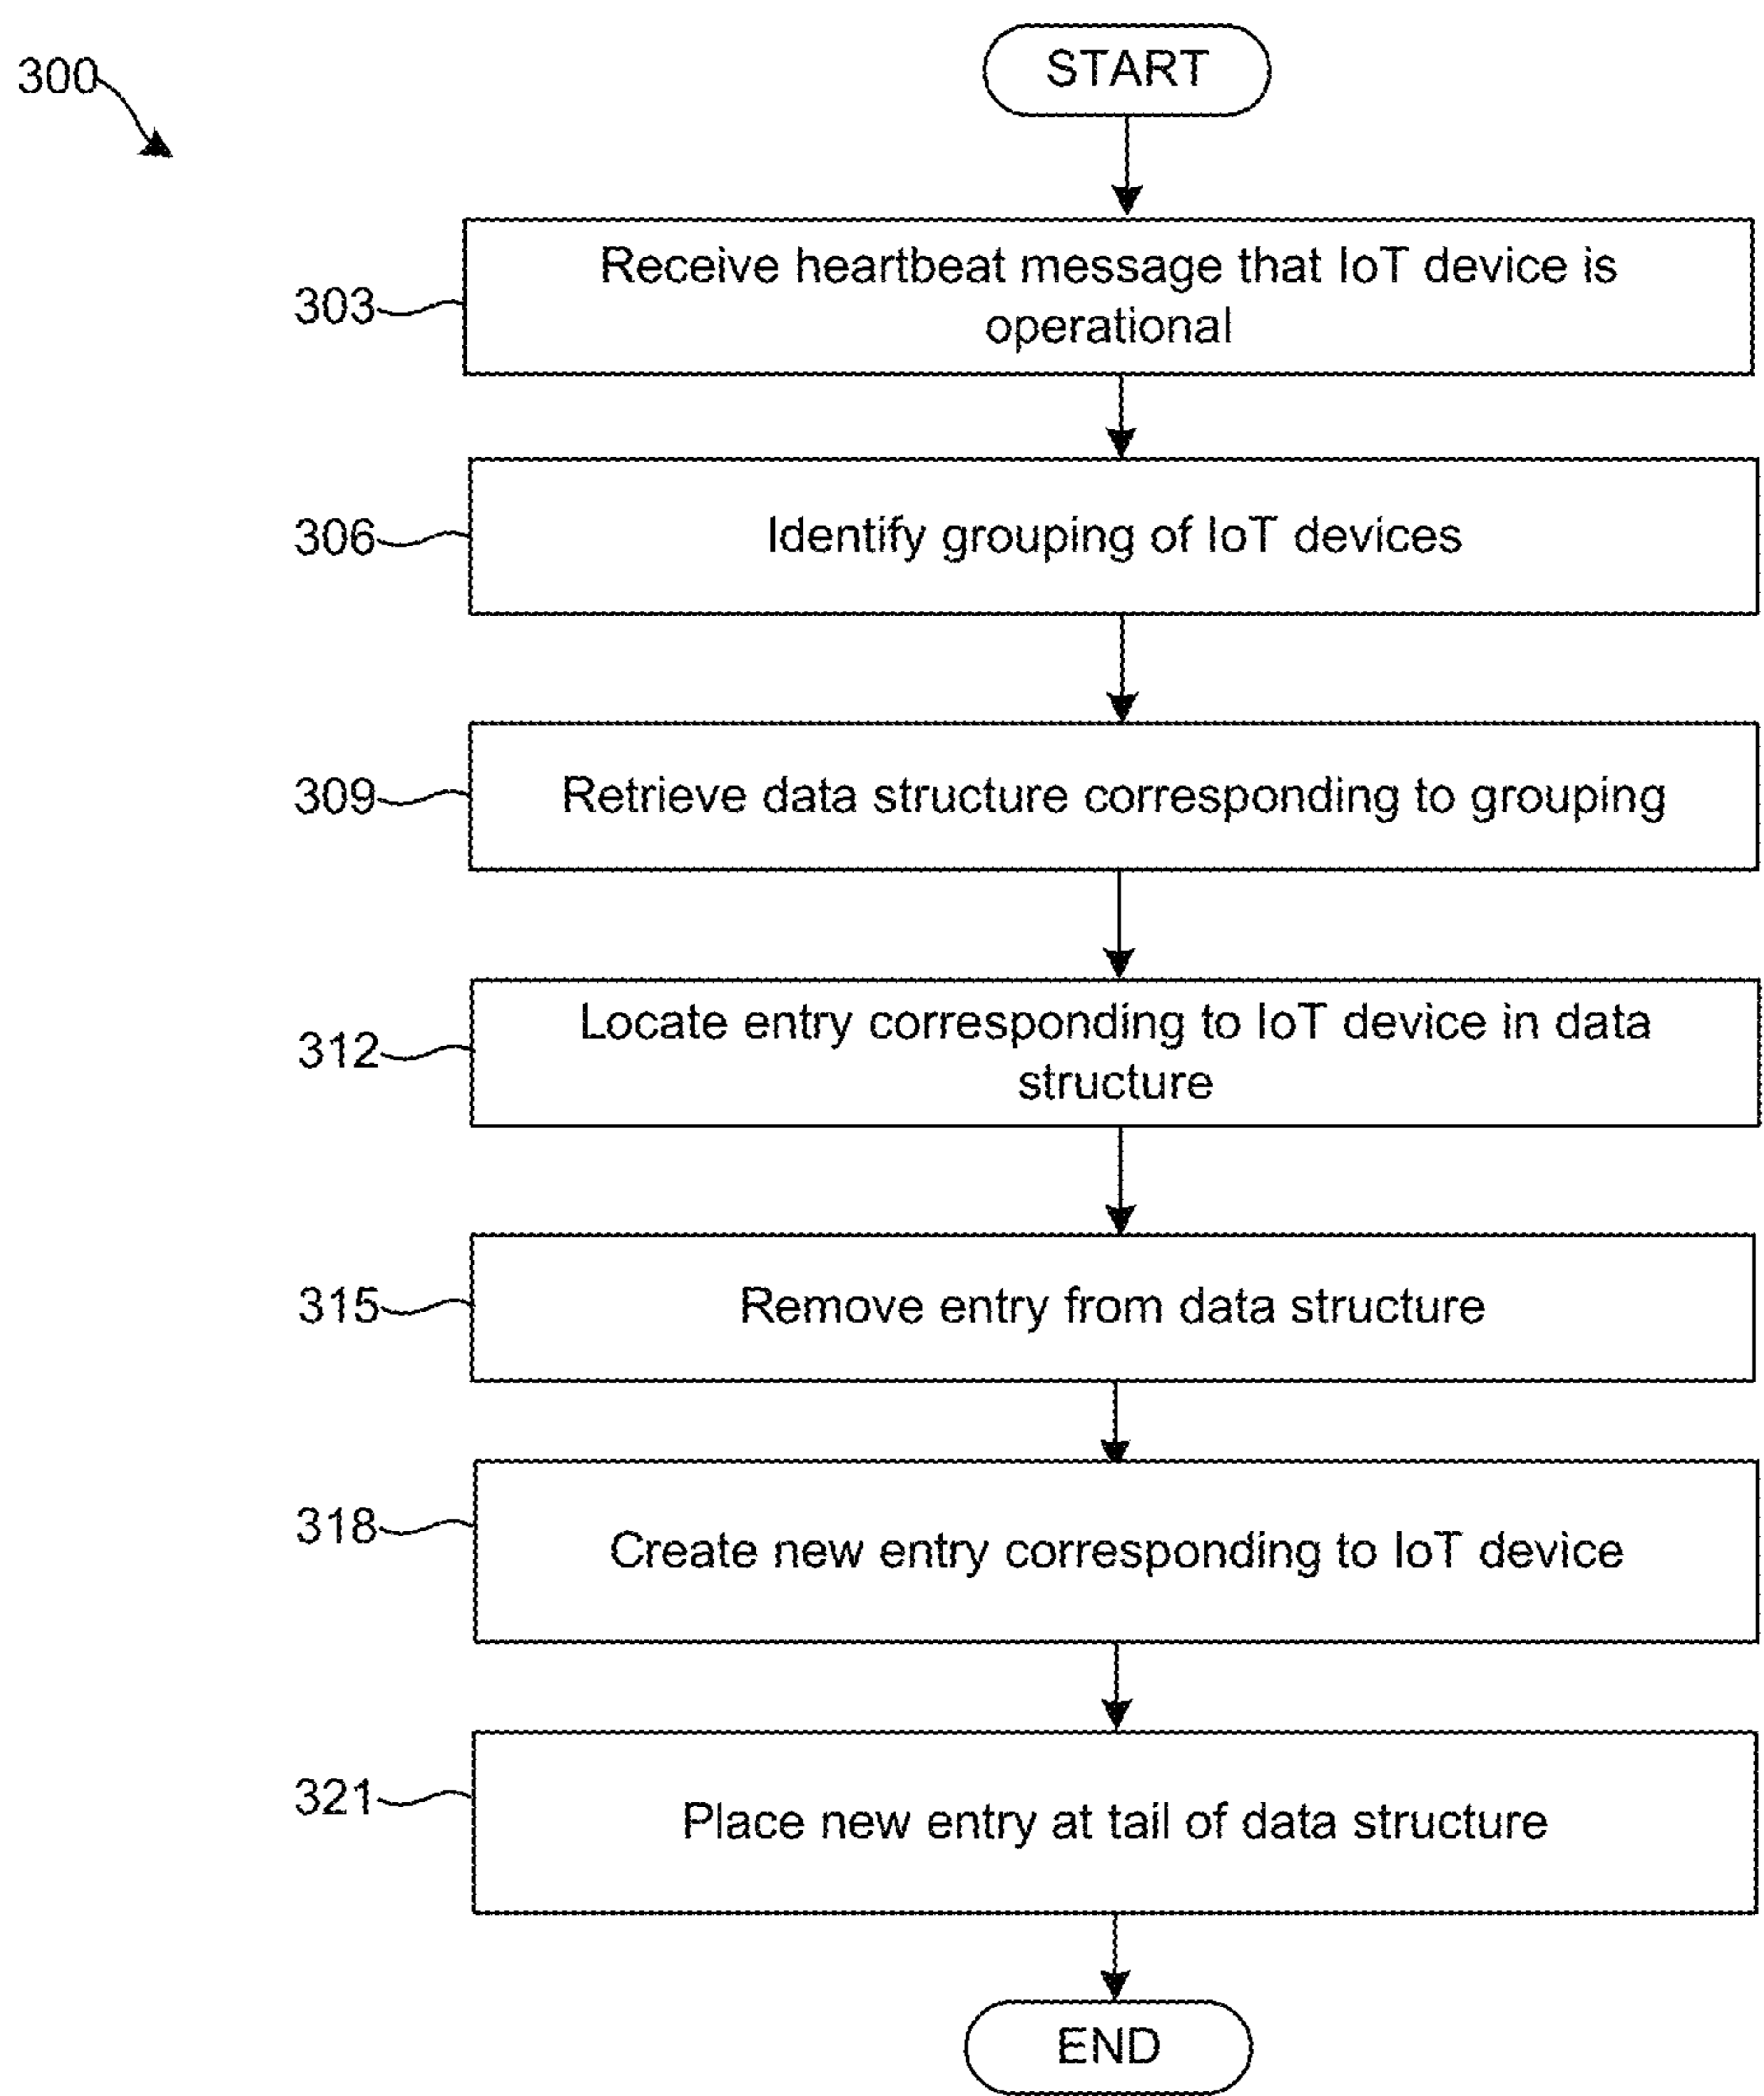 START
300
Receive heartbeat message that IoT device is
operational
303
Identify grouping of IoT devices
306
Retrieve data structure corresponding to grouping
309
Locate entry corresponding to IoT device in data
structure
312
Remove entry from data structure
315
Create new entry corresponding to IoT device
318
Place new entry at tail of data structure
321
END